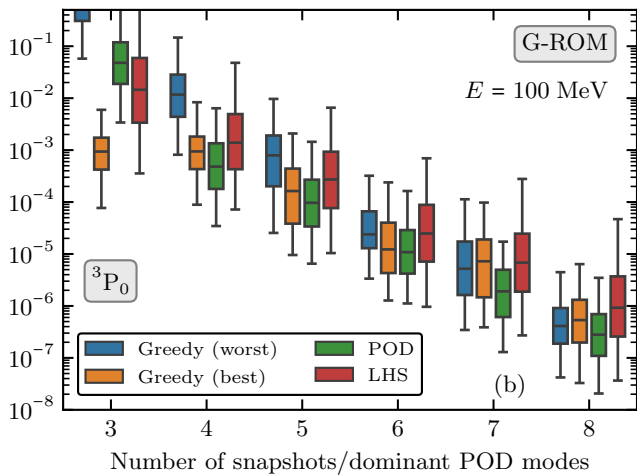 G-ROM
E = 100 MeV
³P₀
Greedy (worst)
Greedy (best)
POD
LHS
(b)
10⁻¹
10⁻²
10⁻³
10⁻⁴
10⁻⁵
10⁻⁶
10⁻⁷
10⁻⁸
3 4 5 6 7 8
Number of snapshots/dominant POD modes